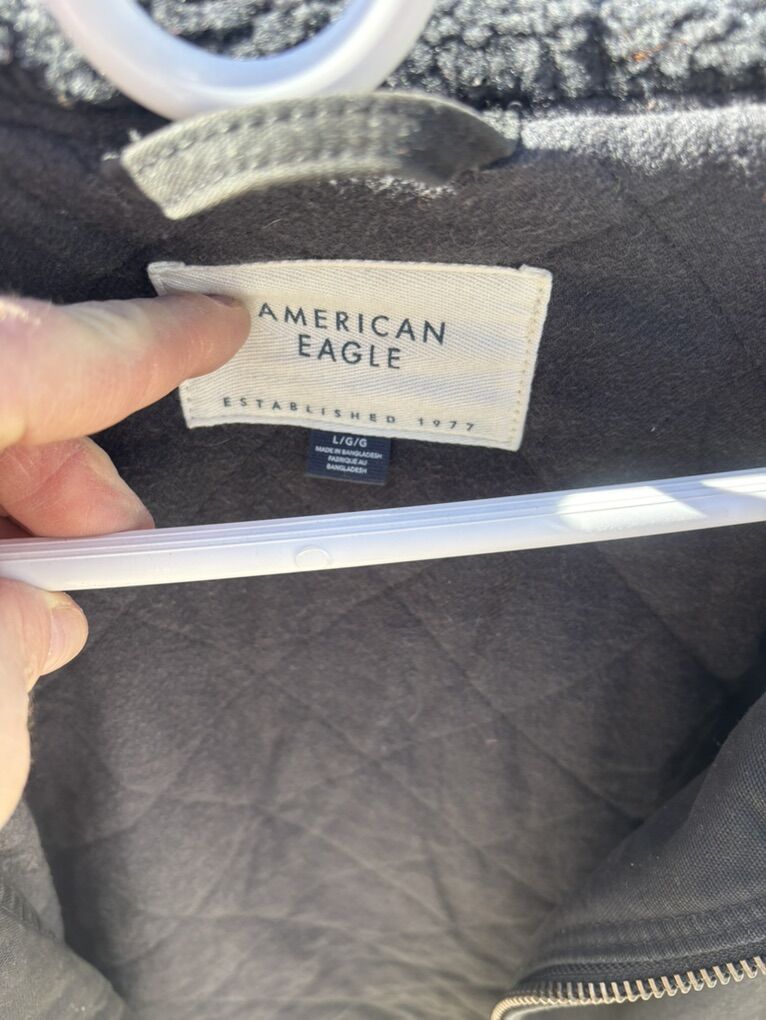 AMERICAN
EAGLE
ESTABLISHED 1977
L/G/G
MADE IN BANGLADESH
FABRIQUE AU
BANGLADESH